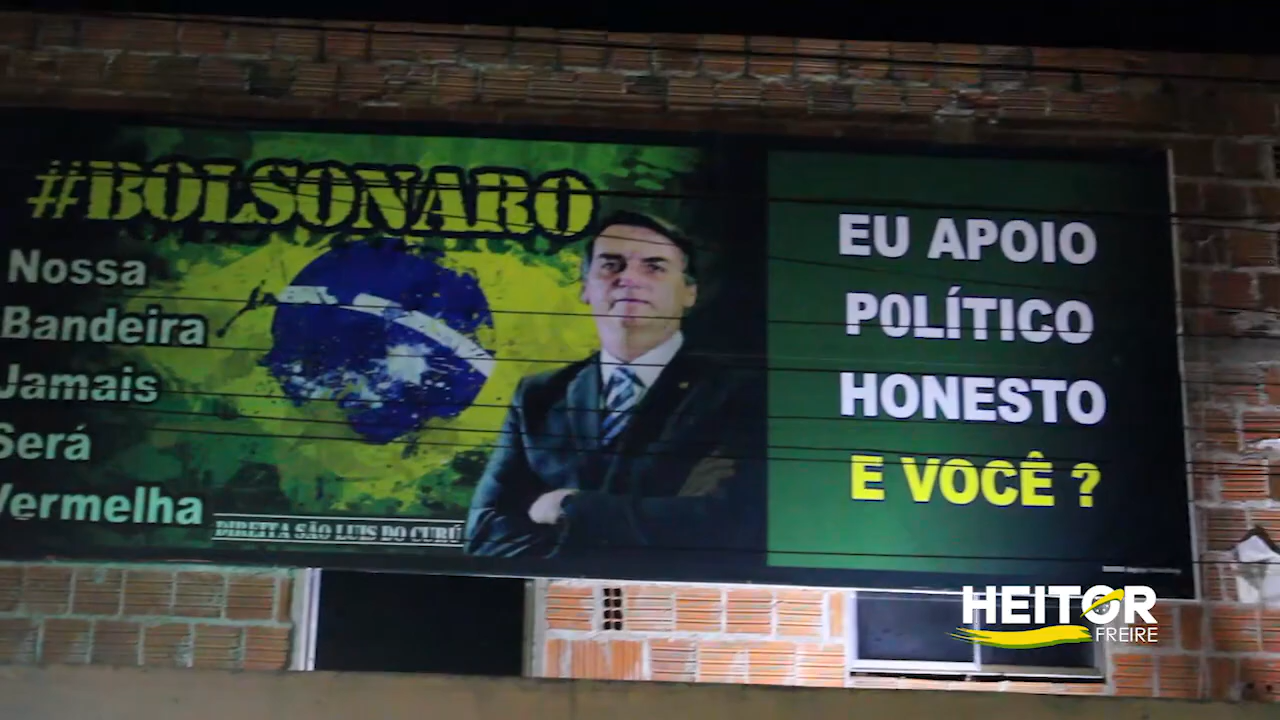 #BOLSONARO
Nossa
Bandeira
Jamais
Será
Vermelha
DIREITA SÃO LUIS DO CURÚ
EU APOIO
POLÍTICO
HONESTO
E VOCÊ ?
HEITOR
FREIRE